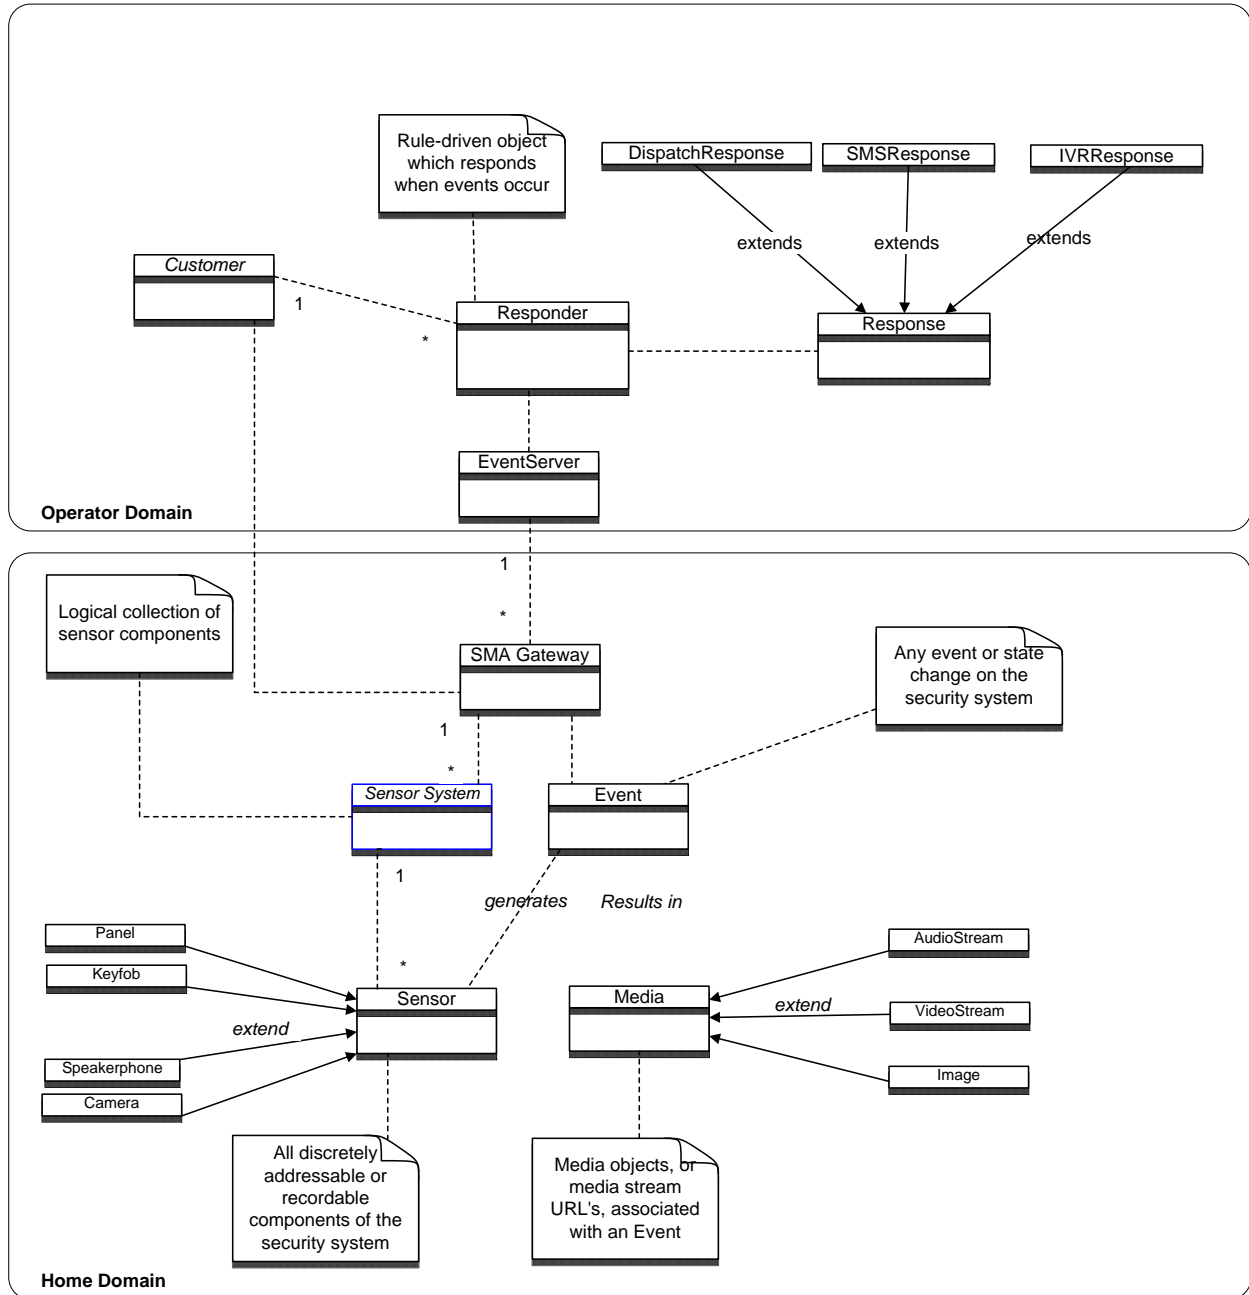 Rule-driven object
which responds
when events occur
DispatchResponse
SMSResponse
IVRResponse
extends
extends
extends
Customer
1
*
Responder
Response
EventServer
Operator Domain
1
*
Logical collection of
sensor components
SMA Gateway
Any event or state
change on the
security system
1
*
Sensor System
Event
1
generates
Results in
*
Panel
Keyfob
Speakerphone
Camera
extend
Sensor
Media
extend
AudioStream
VideoStream
Image
All discretely
addressable or
recordable
components of the
security system
Media objects, or
media stream
URL's, associated
with an Event
Home Domain